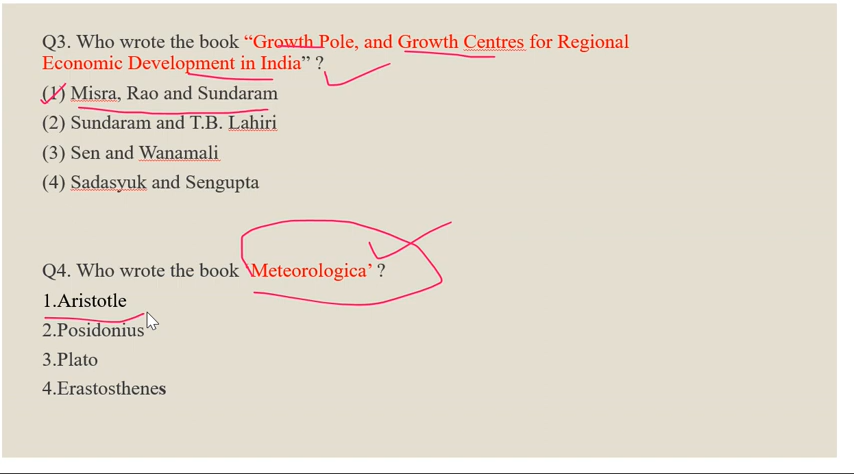 Q3. Who wrote the book “Growth Pole, and Growth Centres for Regional
Economic Development in India” ?
(1) Misra, Rao and Sundaram
(2) Sundaram and T.B. Lahiri
(3) Sen and Wanamali
(4) Sadasyuk and Sengupta
Q4. Who wrote the book ‘Meteorologica’ ?
1.Aristotle
2.Posidonius
3.Plato
4.Erastosthenes